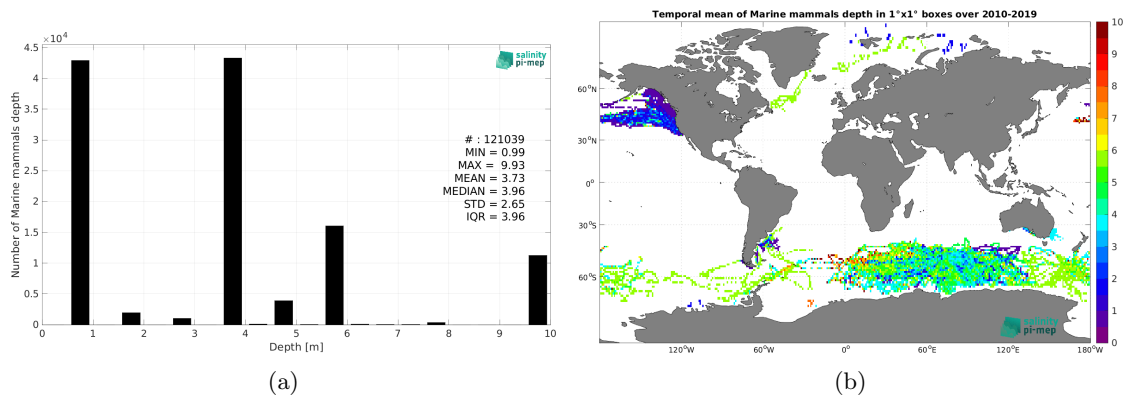 ×10⁴
4.5
4
3.5
3
2.5
2
1.5
1
0.5
0
Number of Marine mammals depth
salinity
pi-mep
# : 121039
MIN = 0.99
MAX = 9.93
MEAN = 3.73
MEDIAN = 3.96
STD = 2.65
IQR = 3.96
0 1 2 3 4 5 6 7 8 9 10
Depth [m]
(a)
Temporal mean of Marine mammals depth in 1°x1° boxes over 2010-2019
60°N
30°N
0°
30°S
60°S
120°W 60°W 0° 60°E 120°E 180°W
salinity
pi-mep
10
9
8
7
6
5
4
3
2
1
0
(b)